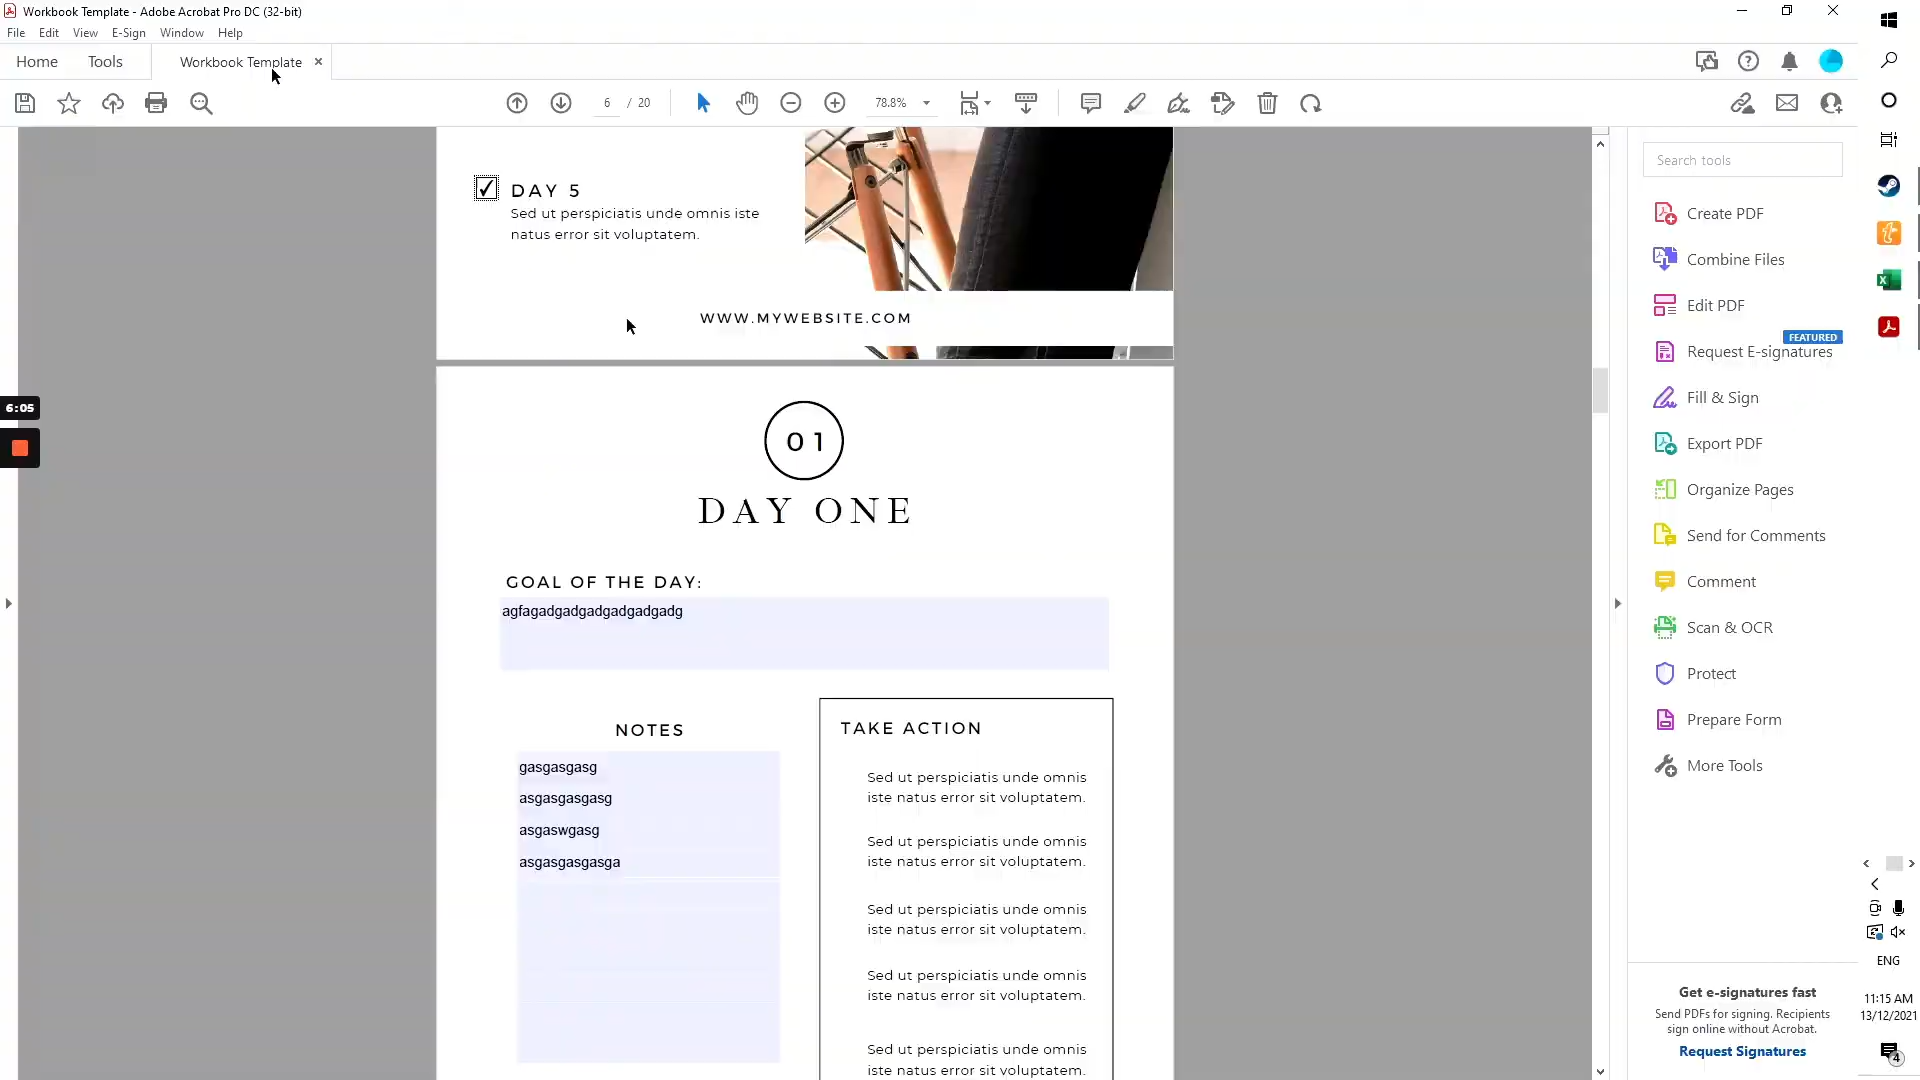 Workbook Template - Adobe Acrobat Pro DC (32-bit)
File Edit View E-Sign Window Help
Home Tools Workbook Template ×
6 / 20 78.8%
Search tools
Create PDF
Combine Files
Edit PDF
FEATURED
Request E-signatures
Fill & Sign
Export PDF
Organize Pages
Send for Comments
Comment
Scan & OCR
Protect
Prepare Form
More Tools
Get e-signatures fast
Send PDFs for signing. Recipients
sign online without Acrobat.
Request Signatures
6:05
DAY 5
Sed ut perspiciatis unde omnis iste
natus error sit voluptatem.
WWW.MYWEBSITE.COM
01
DAY ONE
GOAL OF THE DAY:
agfagadgadgadgadgadgadg
NOTES
gasgasgasg
asgasgasgasg
asgaswgasg
asgasgasgasga
TAKE ACTION
Sed ut perspiciatis unde omnis
iste natus error sit voluptatem.
Sed ut perspiciatis unde omnis
iste natus error sit voluptatem.
Sed ut perspiciatis unde omnis
iste natus error sit voluptatem.
Sed ut perspiciatis unde omnis
iste natus error sit voluptatem.
Sed ut perspiciatis unde omnis
iste natus error sit voluptatem.
ENG
11:15 AM
13/12/2021
4